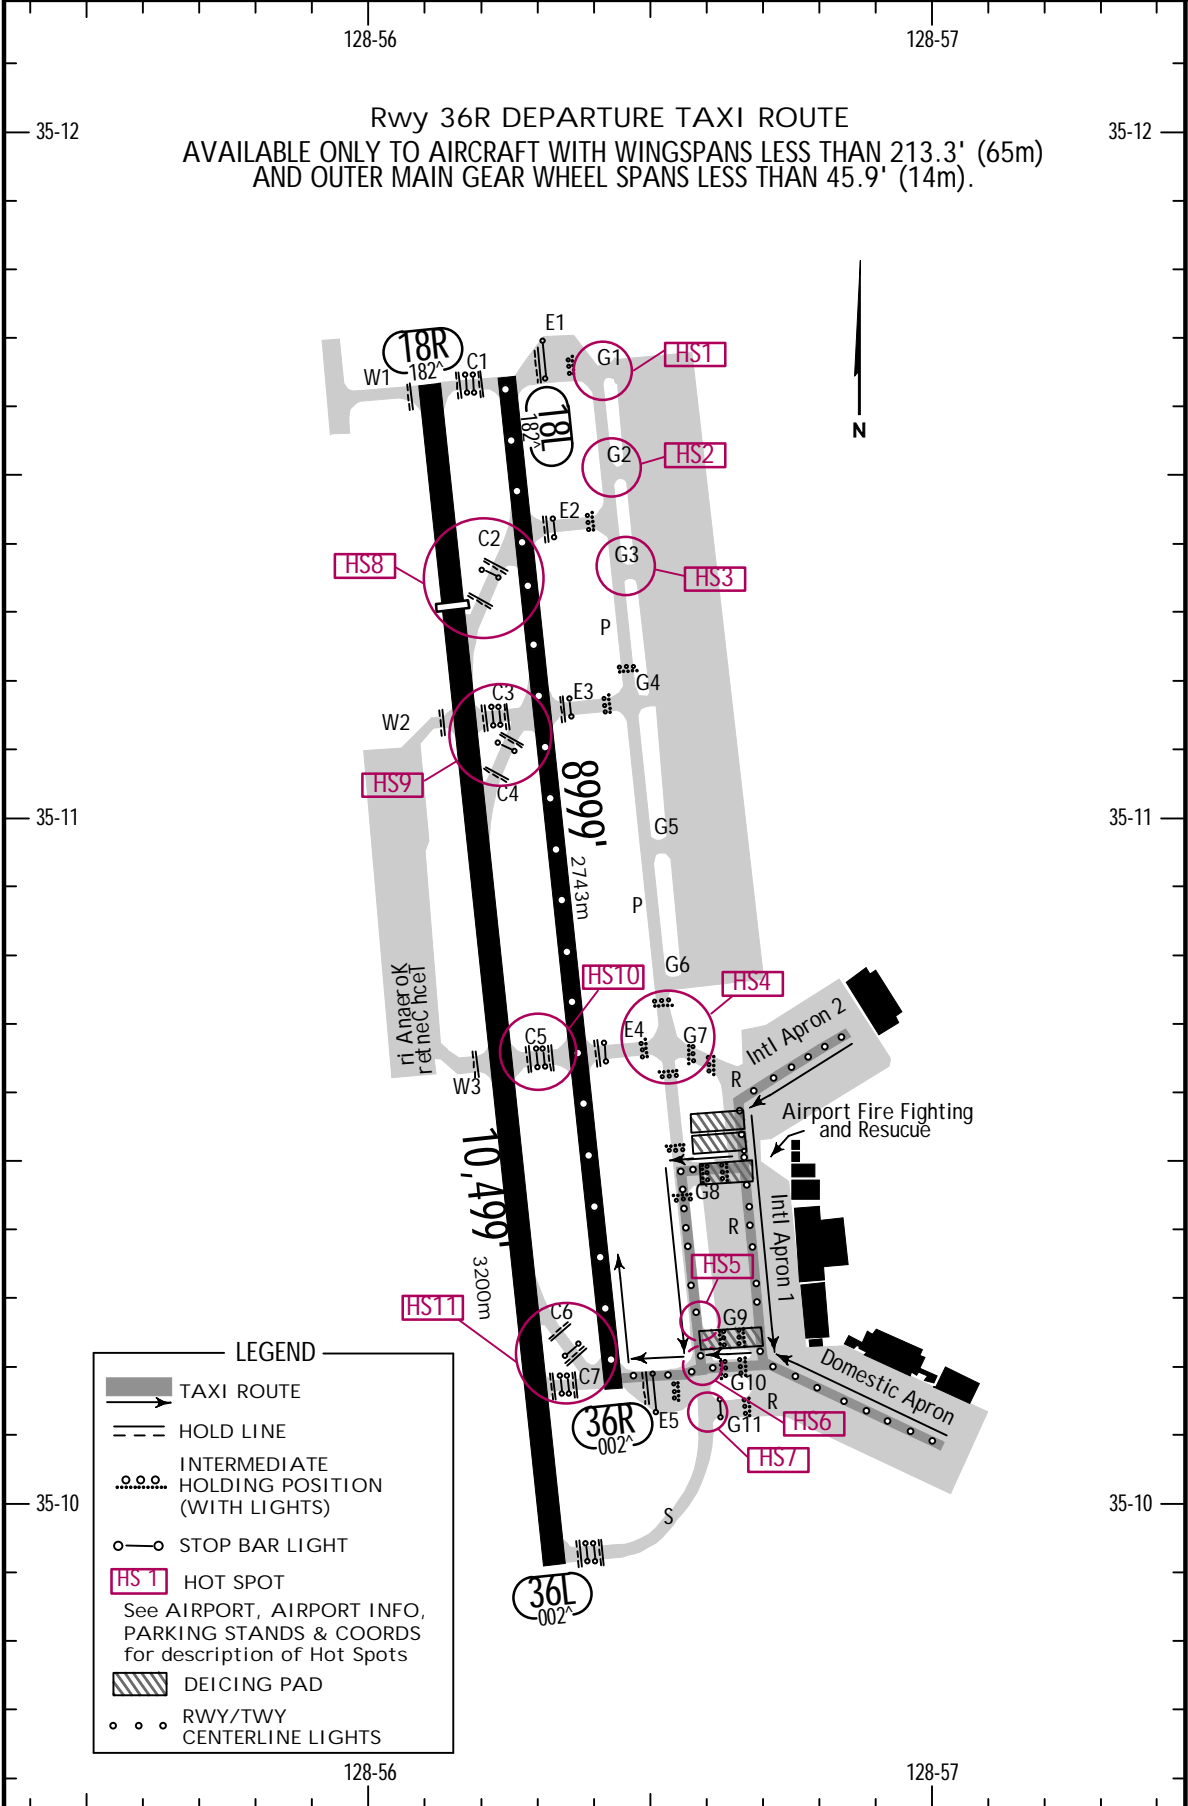 128-56
128-57
Rwy 36R DEPARTURE TAXI ROUTE
35-12
35-12
AVAILABLE ONLY TO AIRCRAFT WITH WINGSPANS LESS THAN 213.3' (65m)
AND OUTER MAIN GEAR WHEEL SPANS LESS THAN 45.9' (14m).
E1
18R
182^
C1
G1
HS1
W1
18L
182^
N
G2
HS2
E2
C2
G3
HS8
HS3
P
G4
C3
E3
W2
HS9
C4
8999'
2743m
35-11
35-11
G5
P
G6
ri AnaeroK
retneC hceT
HS10
HS4
Intl Apron 2
C5
E4
G7
W3
R
Airport Fire Fighting
and Resucue
10,499'
3200m
G8
R
Intl Apron 1
HS5
HS11
C6
G9
C7
G10
Domestic Apron
R
36R
002^
E5
G11
HS6
HS7
35-10
35-10
S
36L
002^
LEGEND
TAXI ROUTE
HOLD LINE
INTERMEDIATE
HOLDING POSITION
(WITH LIGHTS)
STOP BAR LIGHT
HS 1 HOT SPOT
See AIRPORT, AIRPORT INFO,
PARKING STANDS & COORDS
for description of Hot Spots
DEICING PAD
RWY/TWY
CENTERLINE LIGHTS
128-56
128-57